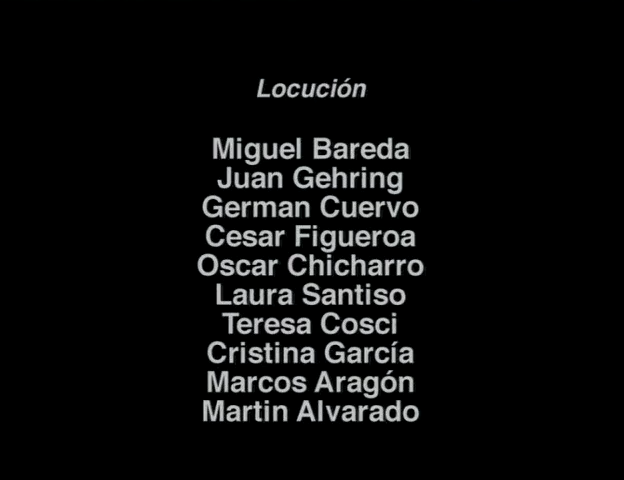 Locución
Miguel Bareda
Juan Gehring
German Cuervo
Cesar Figueroa
Oscar Chicharro
Laura Santiso
Teresa Cosci
Cristina García
Marcos Aragón
Martin Alvarado